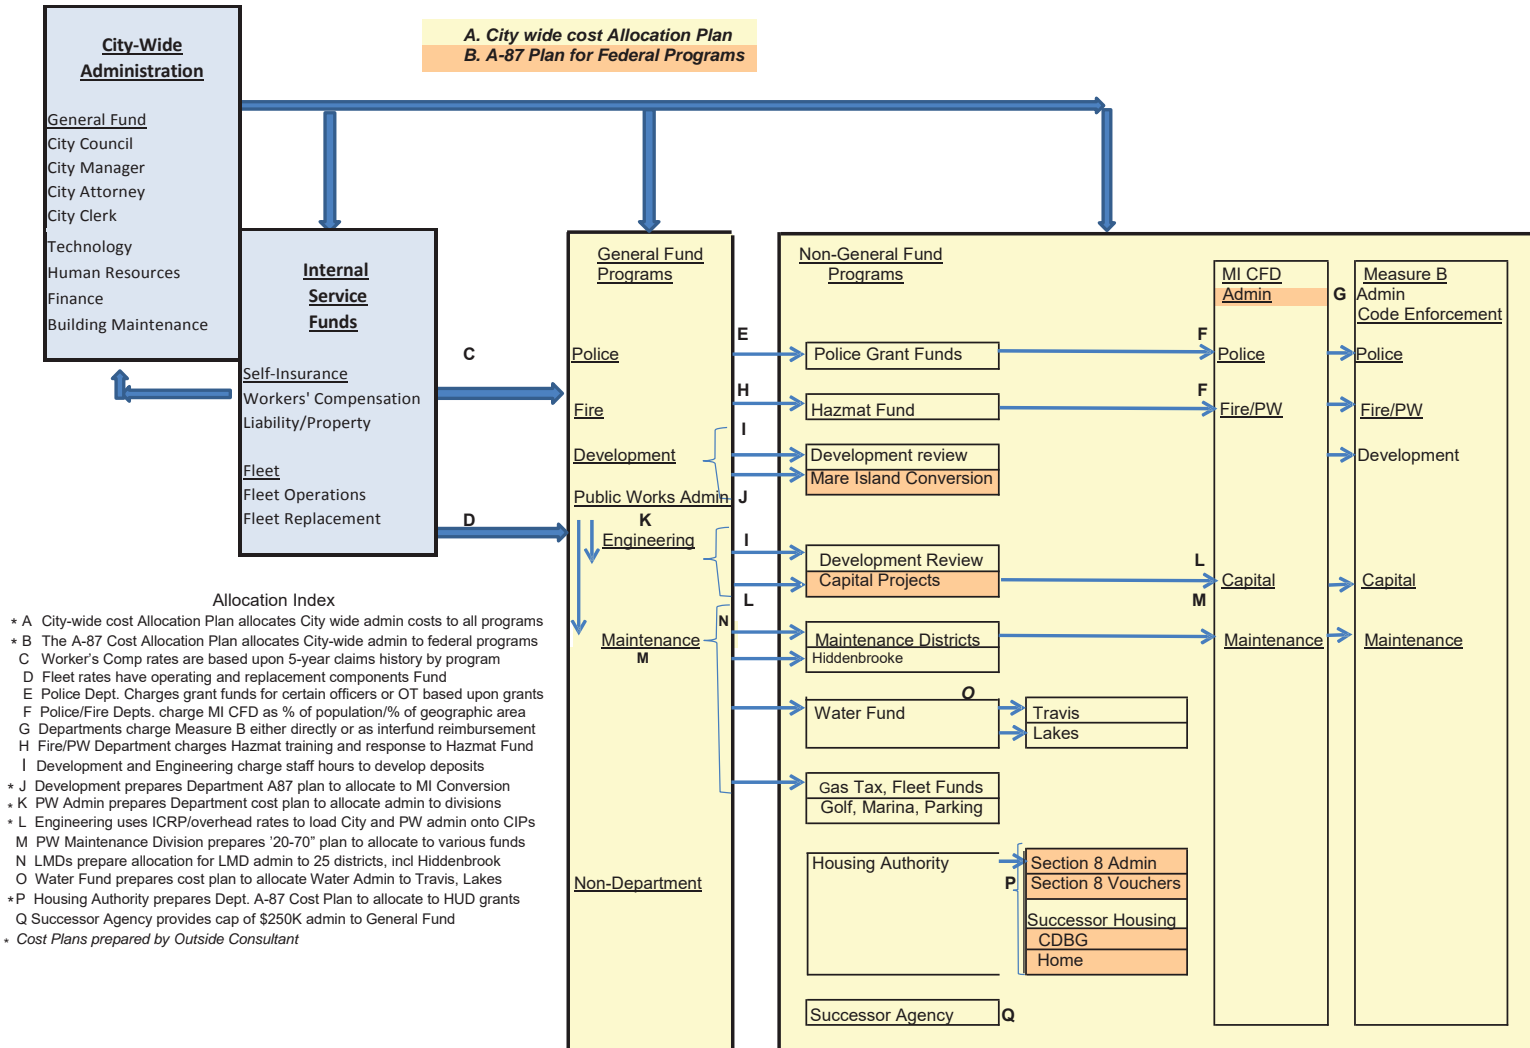 City-Wide
Administration
General Fund
City Council
City Manager
City Attorney
City Clerk
Technology
Human Resources
Finance
Building Maintenance
A. City wide cost Allocation Plan
B. A-87 Plan for Federal Programs
Internal
Service
Funds
Self-Insurance
Workers' Compensation
Liability/Property
Fleet
Fleet Operations
Fleet Replacement
C
D
General Fund
Programs
Police
Fire
Development
Public Works Admin
K
Engineering
Maintenance
M
N
Non-Department
E
H
I
J
I
L
Non-General Fund
Programs
Police Grant Funds
Hazmat Fund
Development review
Mare Island Conversion
Development Review
Capital Projects
Maintenance Districts
Hiddenbrooke
Water Fund
O
Travis
Lakes
Gas Tax, Fleet Funds
Golf, Marina, Parking
Housing Authority
P
Section 8 Admin
Section 8 Vouchers
Successor Housing
CDBG
Home
Successor Agency
Q
F
F
L
M
MI CFD
Admin
Police
Fire/PW
Capital
Maintenance
G
Measure B
Admin
Code Enforcement
Police
Fire/PW
Development
Capital
Maintenance
Allocation Index
* A City-wide cost Allocation Plan allocates City wide admin costs to all programs
* B The A-87 Cost Allocation Plan allocates City-wide admin to federal programs
C Worker's Comp rates are based upon 5-year claims history by program
D Fleet rates have operating and replacement components Fund
E Police Dept. Charges grant funds for certain officers or OT based upon grants
F Police/Fire Depts. charge MI CFD as % of population/% of geographic area
G Departments charge Measure B either directly or as interfund reimbursement
H Fire/PW Department charges Hazmat training and response to Hazmat Fund
I Development and Engineering charge staff hours to develop deposits
* J Development prepares Department A87 plan to allocate to MI Conversion
* K PW Admin prepares Department cost plan to allocate admin to divisions
* L Engineering uses ICRP/overhead rates to load City and PW admin onto CIPs
M PW Maintenance Division prepares '20-70” plan to allocate to various funds
N LMDs prepare allocation for LMD admin to 25 districts, incl Hiddenbrook
O Water Fund prepares cost plan to allocate Water Admin to Travis, Lakes
*P Housing Authority prepares Dept. A-87 Cost Plan to allocate to HUD grants
Q Successor Agency provides cap of $250K admin to General Fund
* Cost Plans prepared by Outside Consultant